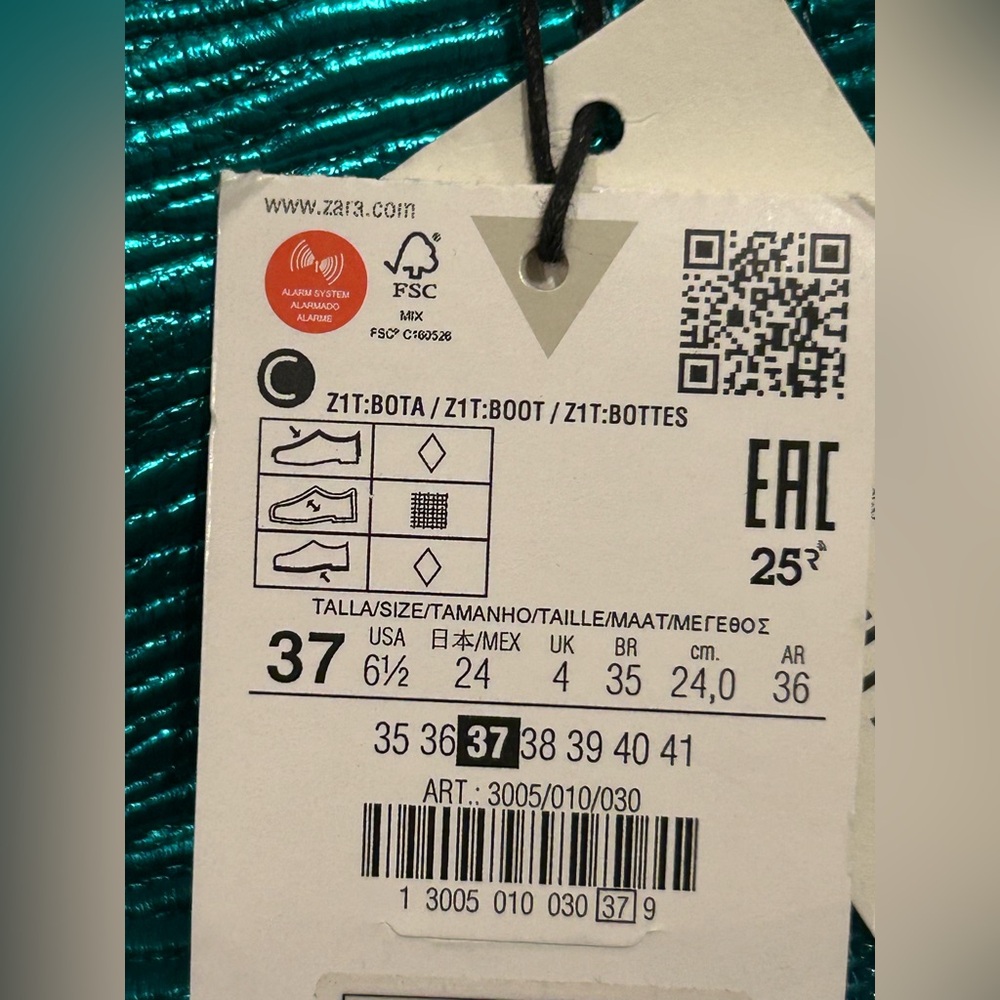 www.zara.com
ALARM SYSTEM
ALARMADO
ALARME
FSC
MIX
FSC® C160526
C
Z1T:BOTA / Z1T:BOOT / Z1T:BOTTES
EAC
25
TALLA/SIZE/TAMANHO/TAILLE/MAAT/ΜΕΓΕΘΟΣ
37 USA 日本/MEX UK BR cm. AR
6½ 24 4 35 24,0 36
35 36 37 38 39 40 41
ART.: 3005/010/030
1 3005 010 030 37 9